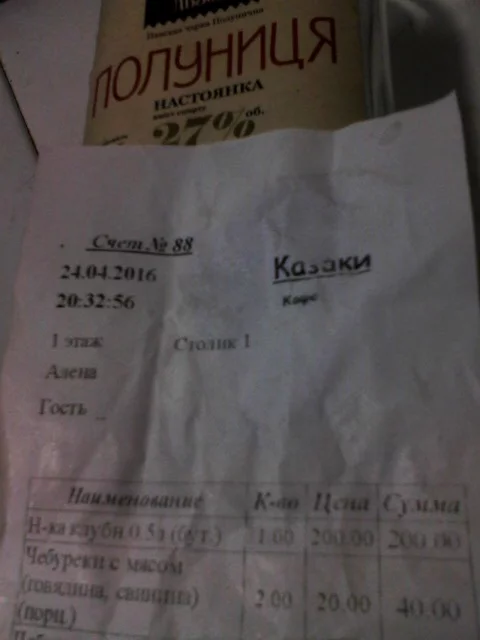 ПОЛУНИЦЯ
НАСТОЯНКА
27% об.
Счет № 88
24.04.2016
20:32:56
Казаки
Кафе
1 этаж Столик 1
Алена
Гость _
Наименование К-во Цена Сумма
Н-ка клубн 0.5л (бут.) 1.00 200.00 200.00
Чебуреки с мясом
(говядина, свинина)
(порц.) 2.00 20.00 40.00